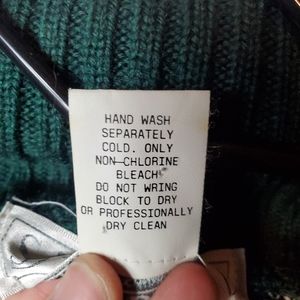 HAND WASH
SEPARATELY
COLD. ONLY
NON-CHLORINE
BLEACH
DO NOT WRING
BLOCK TO DRY
OR PROFESSIONALLY
DRY CLEAN